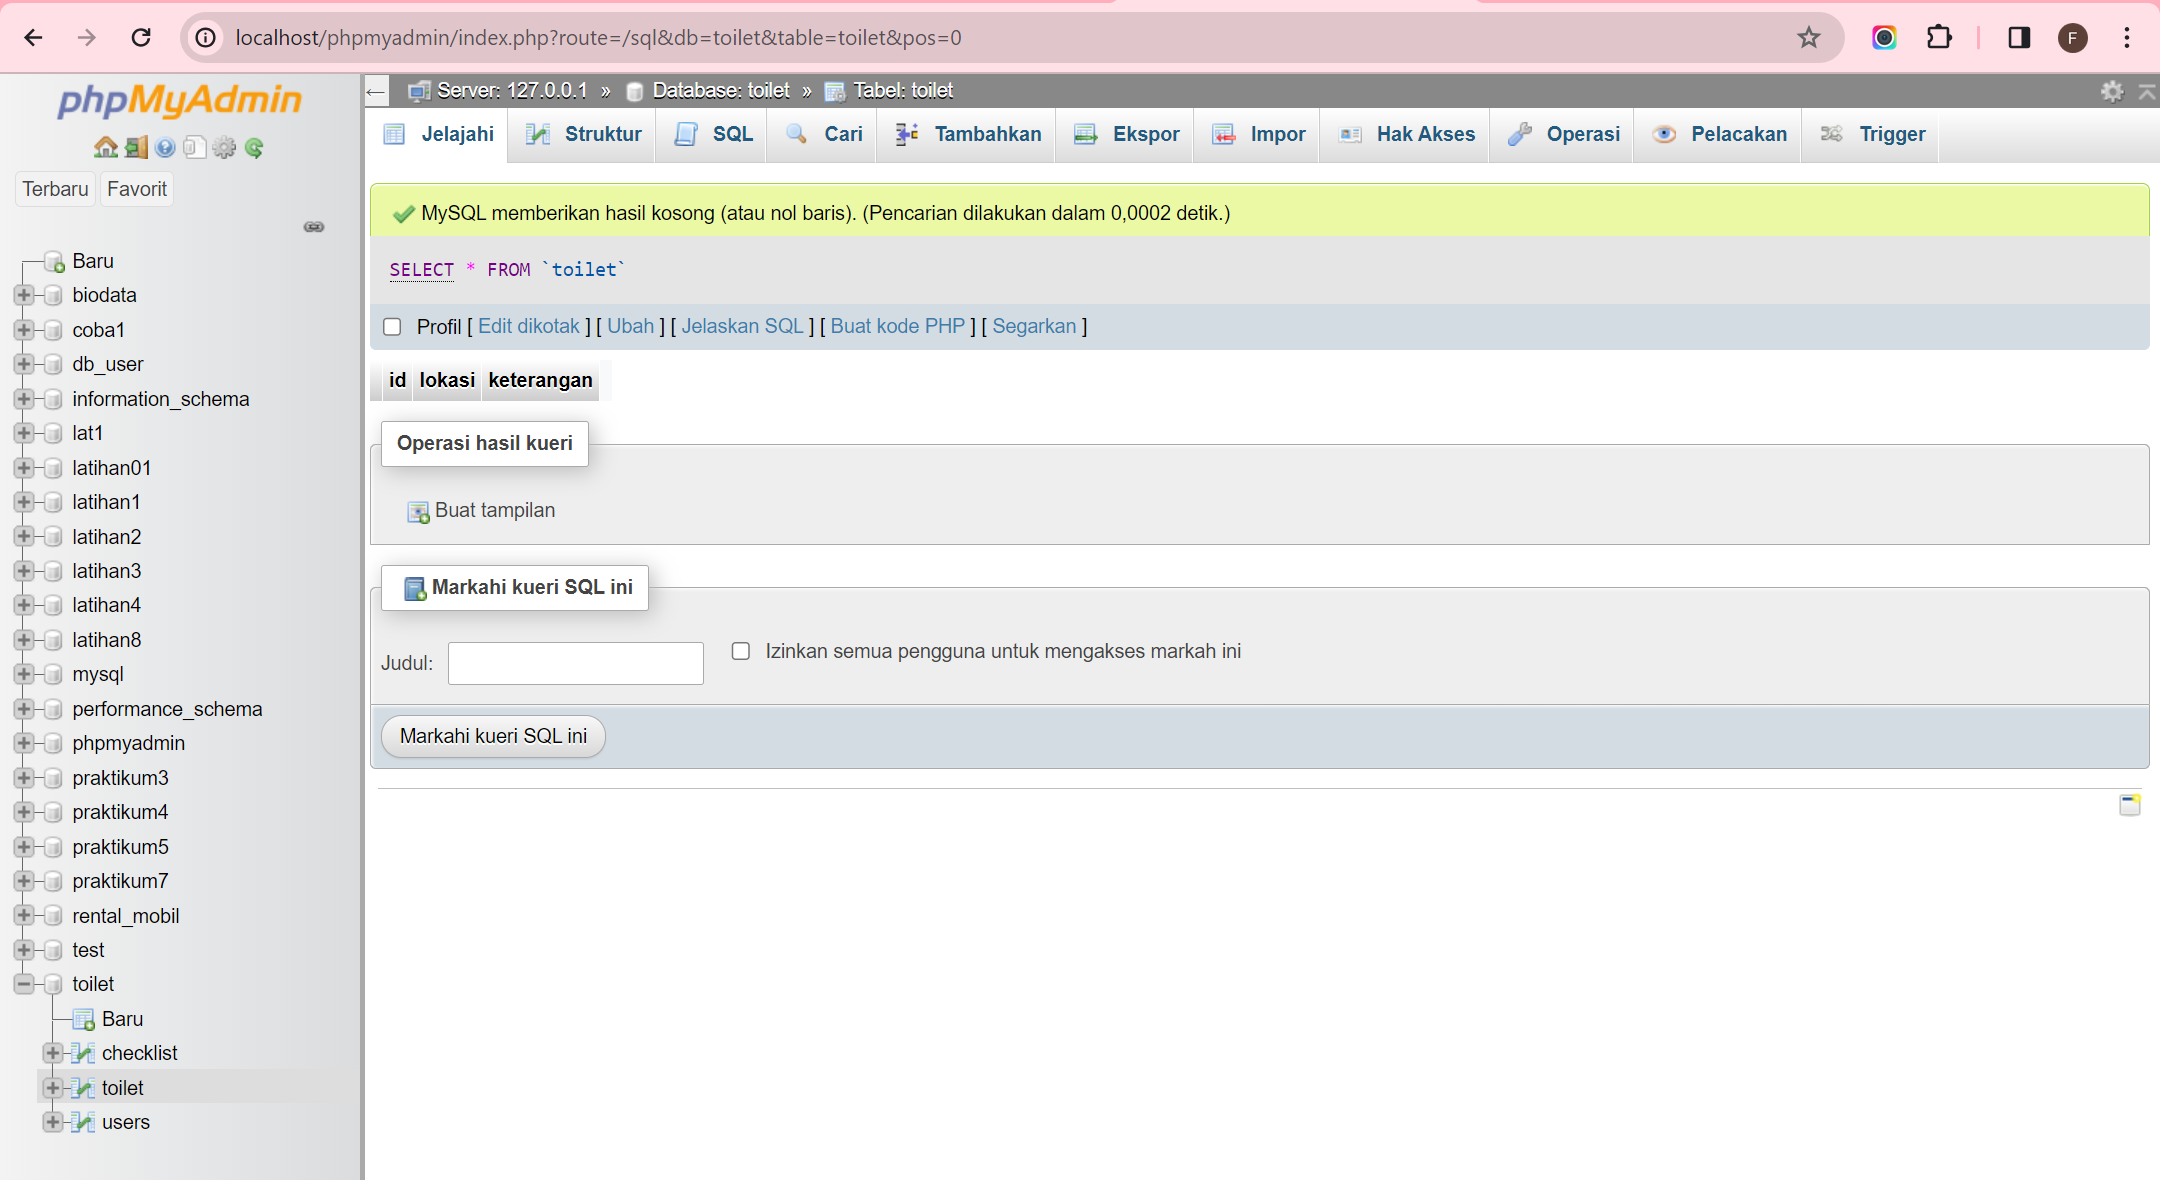 localhost/phpmyadmin/index.php?route=/sql&db=toilet&table=toilet&pos=0
F
phpMyAdmin
Terbaru Favorit
Baru
biodata
coba1
db_user
information_schema
lat1
latihan01
latihan1
latihan2
latihan3
latihan4
latihan8
mysql
performance_schema
phpmyadmin
praktikum3
praktikum4
praktikum5
praktikum7
rental_mobil
test
toilet
Baru
checklist
toilet
users
Server: 127.0.0.1 » Database: toilet » Tabel: toilet
Jelajahi Struktur SQL Cari Tambahkan Ekspor Impor Hak Akses Operasi Pelacakan Trigger
MySQL memberikan hasil kosong (atau nol baris). (Pencarian dilakukan dalam 0,0002 detik.)
SELECT * FROM `toilet`
Profil [ Edit dikotak ] [ Ubah ] [ Jelaskan SQL ] [ Buat kode PHP ] [ Segarkan ]
id lokasi keterangan
Operasi hasil kueri
Buat tampilan
Markahi kueri SQL ini
Judul: Izinkan semua pengguna untuk mengakses markah ini
Markahi kueri SQL ini